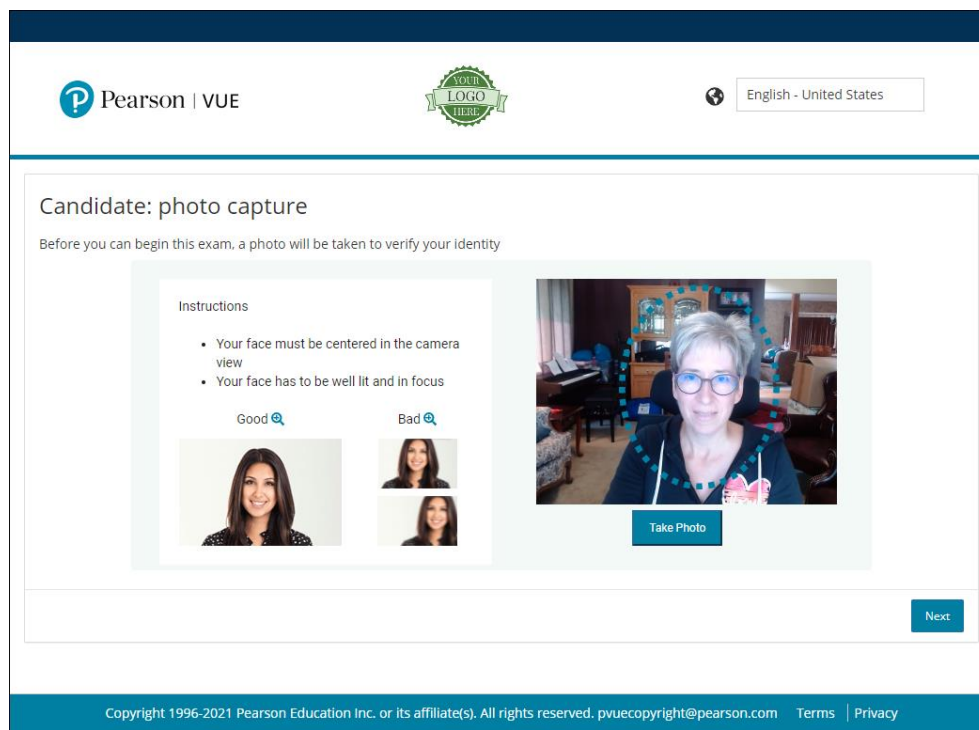 Pearson | VUE
YOUR
LOGO
HERE
English - United States
Candidate: photo capture
Before you can begin this exam, a photo will be taken to verify your identity
Instructions
• Your face must be centered in the camera
view
• Your face has to be well lit and in focus
Good
Bad
Take Photo
Next
Copyright 1996-2021 Pearson Education Inc. or its affiliate(s). All rights reserved. pvuecopyright@pearson.com Terms | Privacy